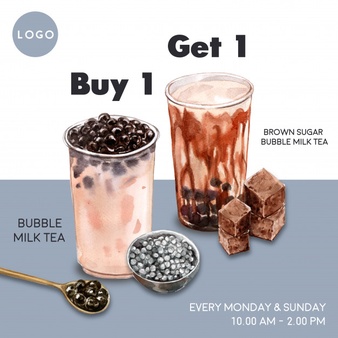 LOGO
Get 1
Buy 1
BROWN SUGAR
BUBBLE MILK TEA
BUBBLE
MILK TEA
EVERY MONDAY & SUNDAY
10.00 AM - 2.00 PM